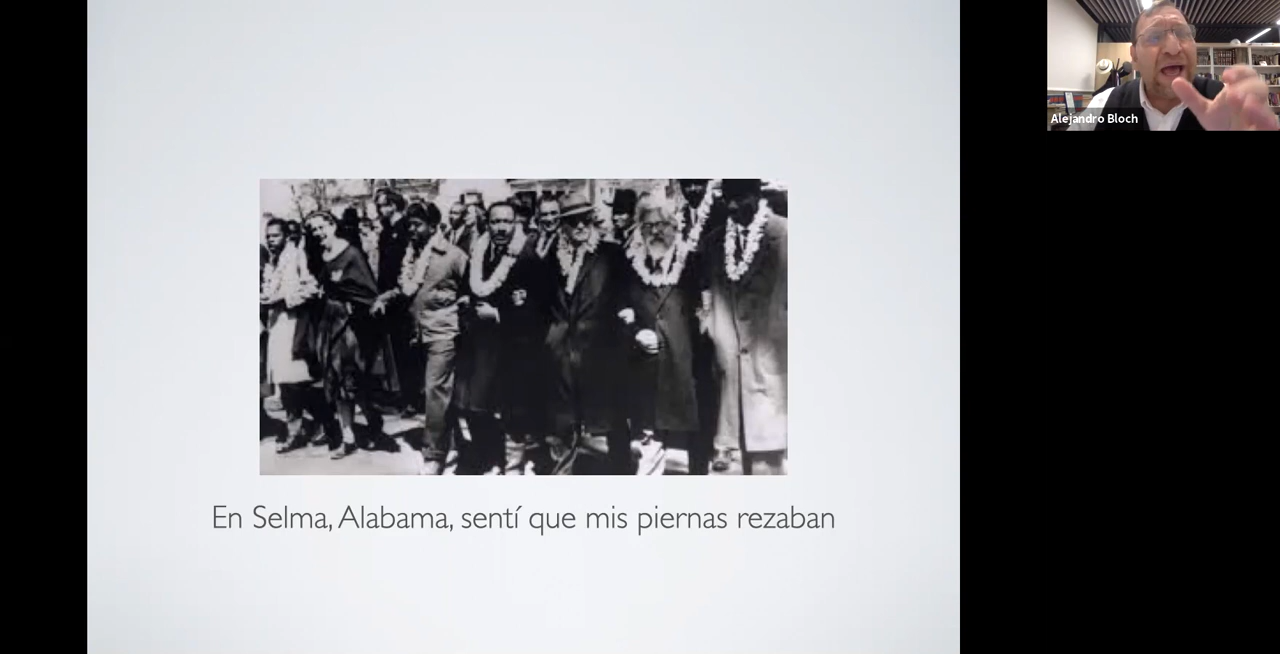 Alejandro Bloch
En Selma, Alabama, sentí que mis piernas rezaban